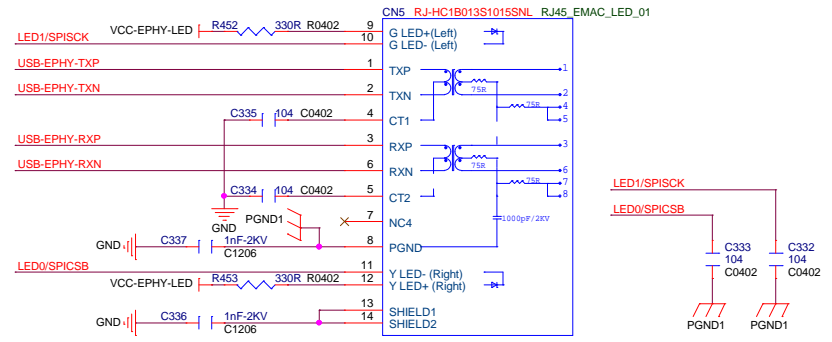 CN5 RJ-HC1B013S1015SNL RJ45_EMAC_LED_01
VCC-EPHY-LED R452 330R R0402 9 G LED+(Left)
LED1/SPISCK 10 G LED- (Left)
USB-EPHY-TXP 1 TXP 1
75R
USB-EPHY-TXN 2 TXN 2
75R 4
C335 104 C0402 4 CT1 5
USB-EPHY-RXP 3 RXP 3
75R
USB-EPHY-RXN 6 RXN 6
75R 7
C334 104 C0402 5 CT2 8
GND PGND1 7 NC4 1000pF/2KV
GND C337 1nF-2KV C1206 8 PGND
LED0/SPICSB 11 Y LED- (Right)
VCC-EPHY-LED R453 330R R0402 12 Y LED+ (Right)
13 SHIELD1
GND C336 1nF-2KV C1206 14 SHIELD2
LED1/SPISCK
LED0/SPICSB
C333 C332
104 104
C0402 C0402
PGND1 PGND1